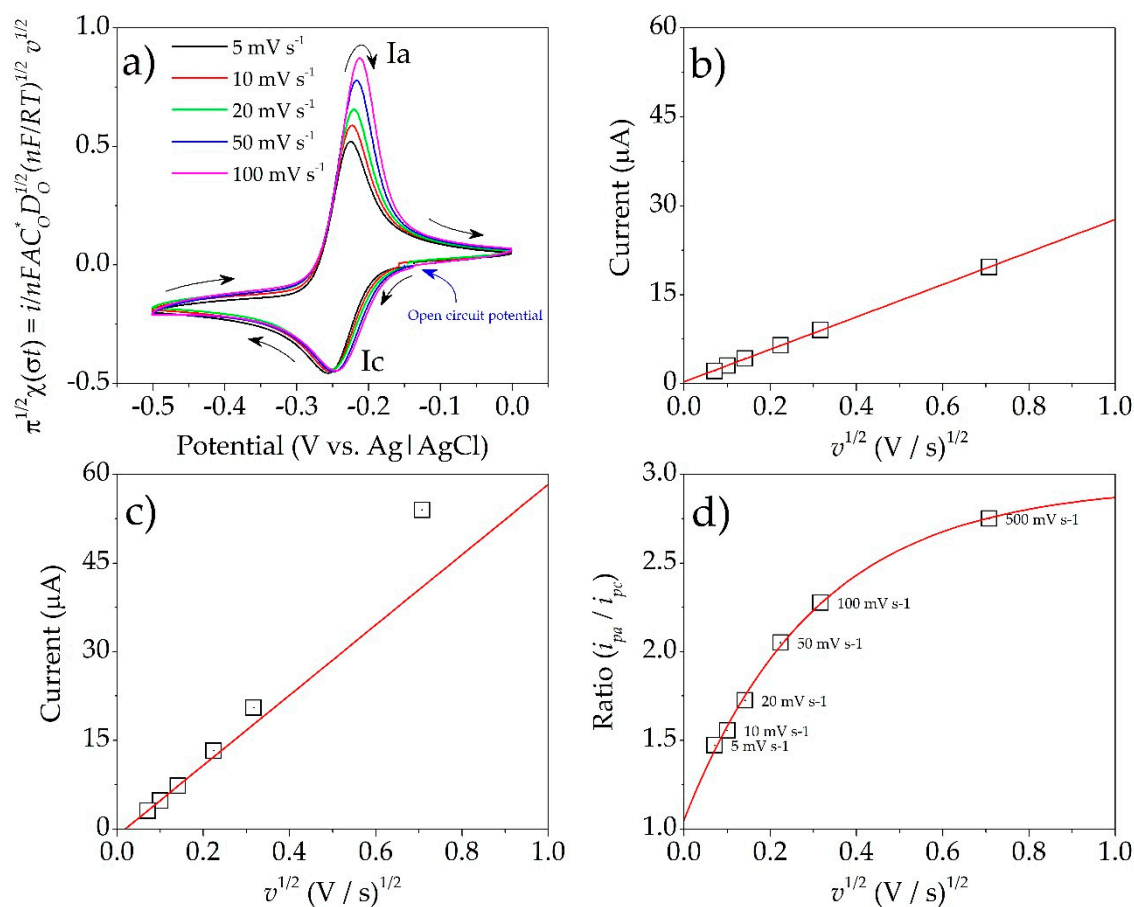 π1/2χ(σt) = i/nFAC*O DO1/2(nF/RT)1/2 v1/2
1.0
0.5
0.0
-0.5
a)
5 mV s-1
10 mV s-1
20 mV s-1
50 mV s-1
100 mV s-1
Ia
Ic
Open circuit potential
-0.5 -0.4 -0.3 -0.2 -0.1 0.0
Potential (V vs. Ag|AgCl)
b)
Current (μA)
60
45
30
15
0
0.0 0.2 0.4 0.6 0.8 1.0
v1/2 (V / s)1/2
c)
Current (μA)
60
45
30
15
0
0.0 0.2 0.4 0.6 0.8 1.0
v1/2 (V / s)1/2
d)
Ratio (ipa / ipc)
3.0
2.5
2.0
1.5
1.0
500 mV s-1
100 mV s-1
50 mV s-1
20 mV s-1
10 mV s-1
5 mV s-1
0.0 0.2 0.4 0.6 0.8 1.0
v1/2 (V / s)1/2